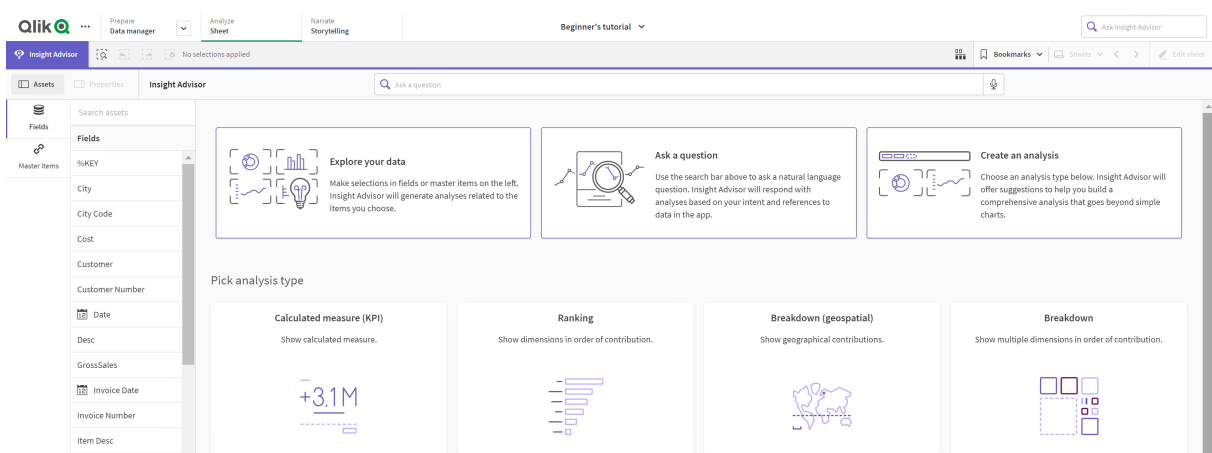 Qlik
Prepare
Data manager
Analyze
Sheet
Narrate
Storytelling
Beginner's tutorial
Ask Insight Advisor
Insight Advisor
No selections applied
Bookmarks
Sheets
Edit sheet
Assets
Properties
Insight Advisor
Ask a question
Fields
Master items
Search assets
Fields
%KEY
City
City Code
Cost
Customer
Customer Number
Date
Desc
GrossSales
Invoice Date
Invoice Number
Item Desc
Explore your data
Make selections in fields or master items on the left.
Insight Advisor will generate analyses related to the
items you choose.
Ask a question
Use the search bar above to ask a natural language
question. Insight Advisor will respond with
analyses based on your intent and references to
data in the app.
Create an analysis
Choose an analysis type below. Insight Advisor will
offer suggestions to help you build a
comprehensive analysis that goes beyond simple
charts.
Pick analysis type
Calculated measure (KPI)
Show calculated measure.
+3.1M
Ranking
Show dimensions in order of contribution.
Breakdown (geospatial)
Show geographical contributions.
Breakdown
Show multiple dimensions in order of contribution.